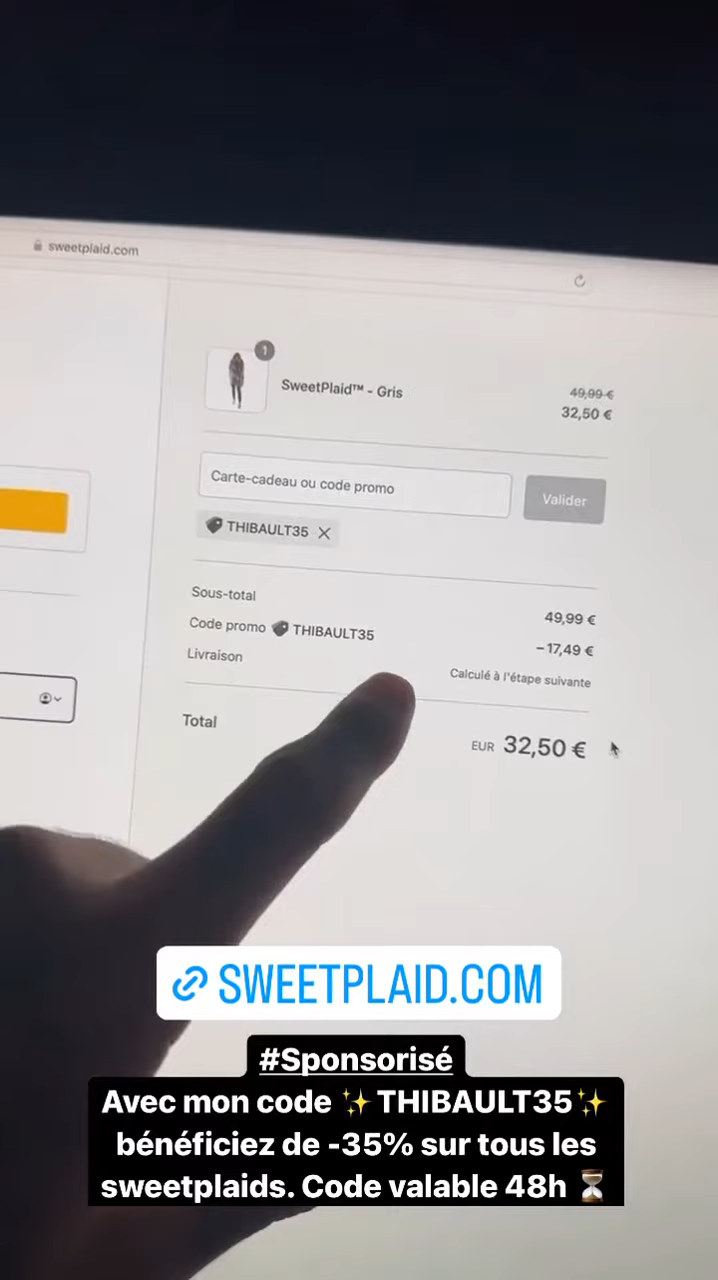 sweetplaid.com
1
SweetPlaid™ - Gris
49,99 €
32,50 €
Carte-cadeau ou code promo
Valider
THIBAULT35
Sous-total
49,99 €
Code promo THIBAULT35
-17,49 €
Livraison
Calculé à l'étape suivante
Total
EUR 32,50 €
SWEETPLAID.COM
#Sponsorisé
Avec mon code ✨THIBAULT35✨
bénéficiez de -35% sur tous les
sweetplaids. Code valable 48h ⏳